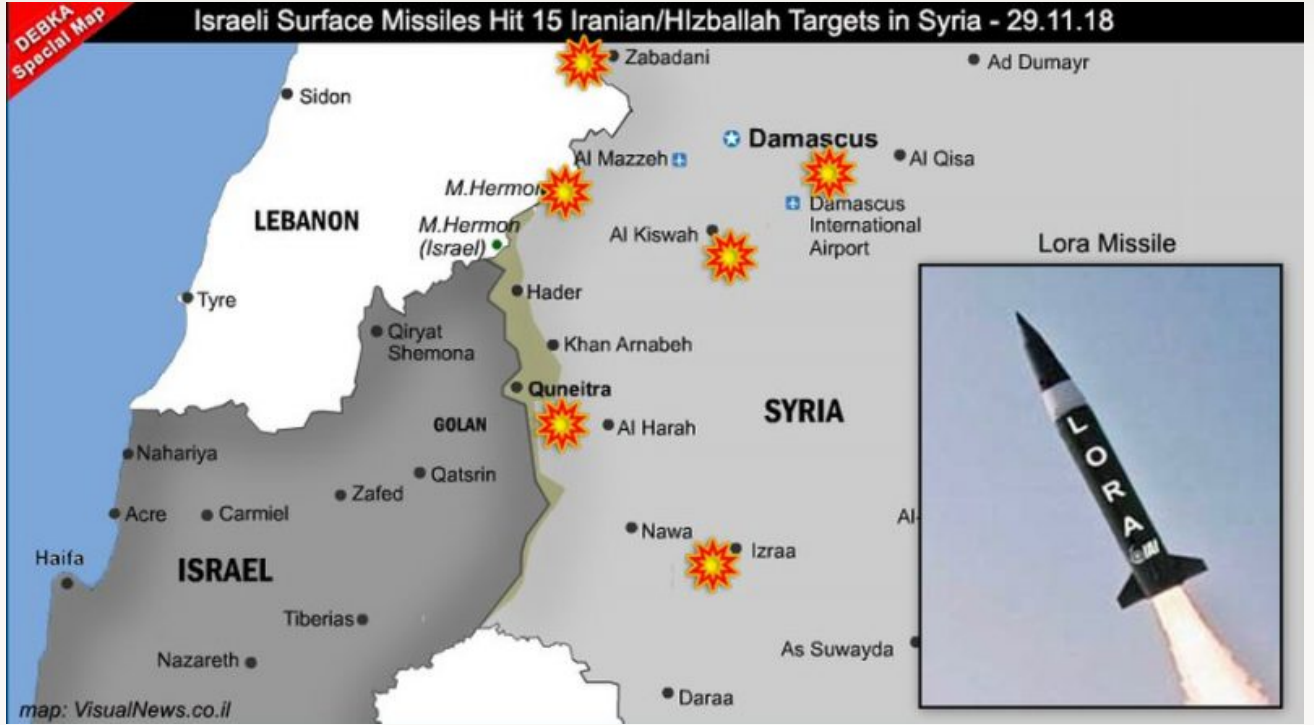 DEBKA
Special Map
Israeli Surface Missiles Hit 15 Iranian/HIzballah Targets in Syria - 29.11.18
Zabadani
Ad Dumayr
Sidon
Damascus
Al Mazzeh
Al Qisa
M.Hermon
Damascus
International
Airport
LEBANON
M.Hermon
(Israel)
Al Kiswah
Lora Missile
Hader
Tyre
Qiryat
Shemona
Khan Arnabeh
Quneitra
SYRIA
GOLAN
Al Harah
LORA
IAI
Nahariya
Qatsrin
Zafed
Acre
Carmiel
Al-
Nawa
Izraa
Haifa
ISRAEL
Tiberias
As Suwayda
Nazareth
Daraa
map: VisualNews.co.il